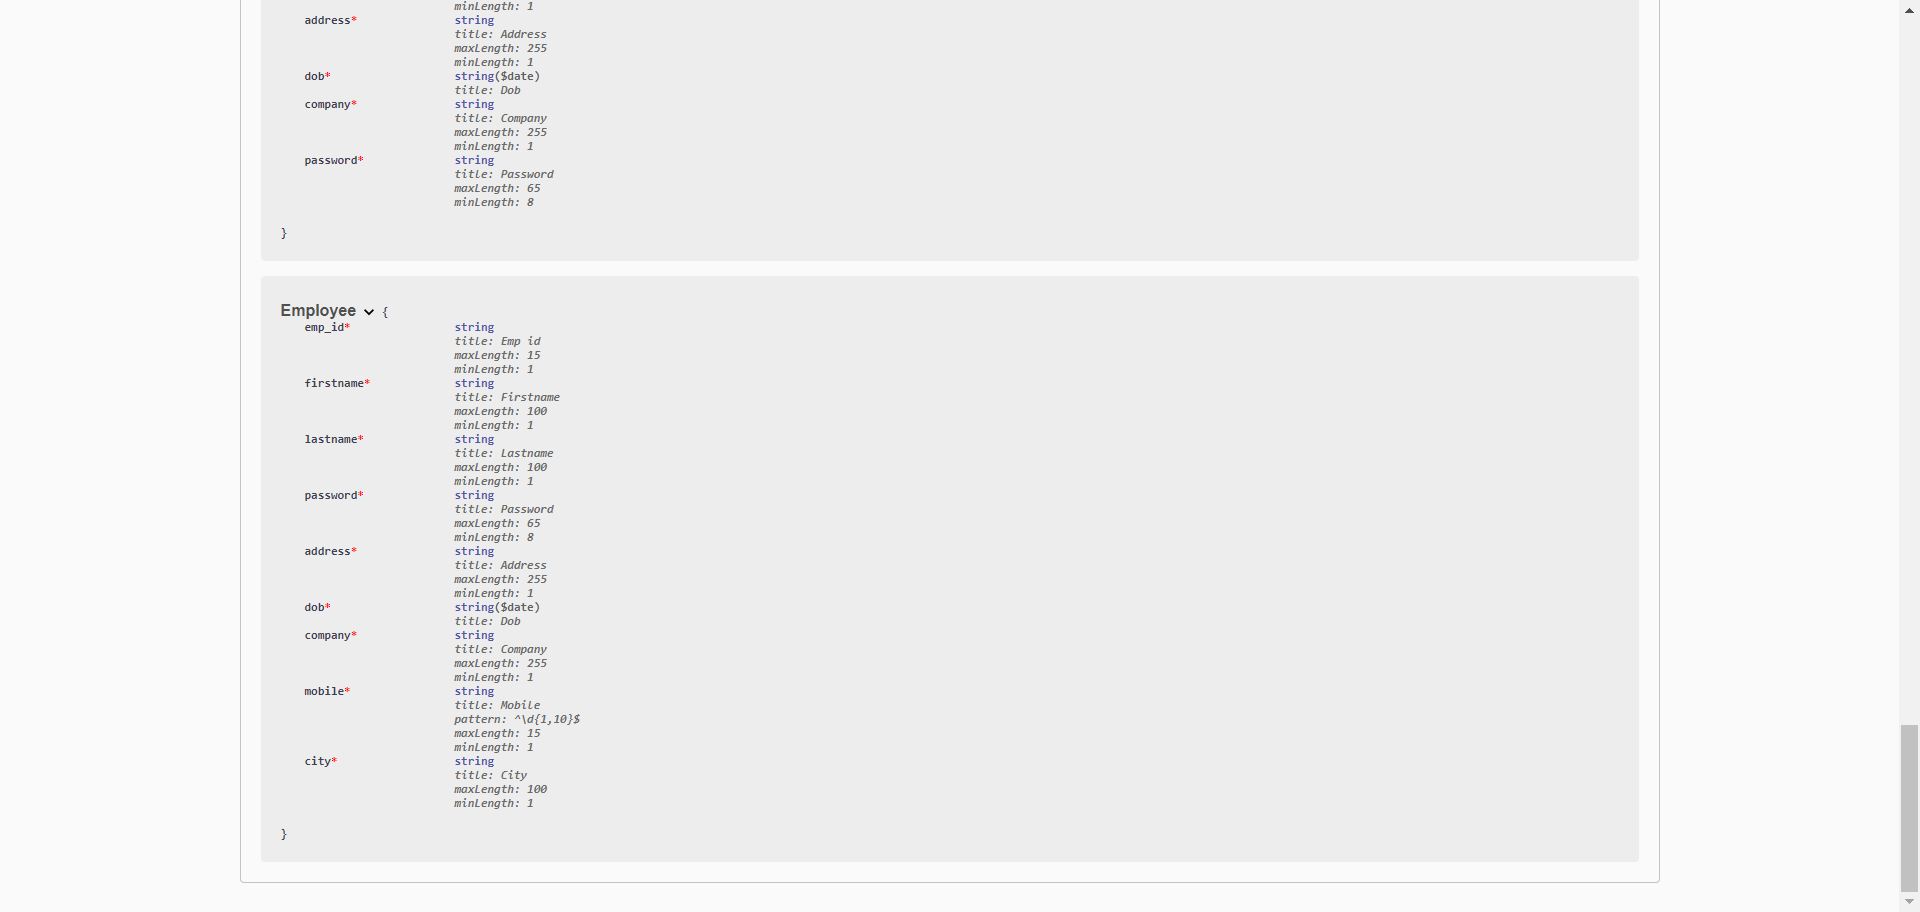 minLength: 1
address* string
title: Address
maxLength: 255
minLength: 1
dob* string($date)
title: Dob
company* string
title: Company
maxLength: 255
minLength: 1
password* string
title: Password
maxLength: 65
minLength: 8
}
Employee {
emp_id* string
title: Emp id
maxLength: 15
minLength: 1
firstname* string
title: Firstname
maxLength: 100
minLength: 1
lastname* string
title: Lastname
maxLength: 100
minLength: 1
password* string
title: Password
maxLength: 65
minLength: 8
address* string
title: Address
maxLength: 255
minLength: 1
dob* string($date)
title: Dob
company* string
title: Company
maxLength: 255
minLength: 1
mobile* string
title: Mobile
pattern: ^\d{1,10}$
maxLength: 15
minLength: 1
city* string
title: City
maxLength: 100
minLength: 1
}